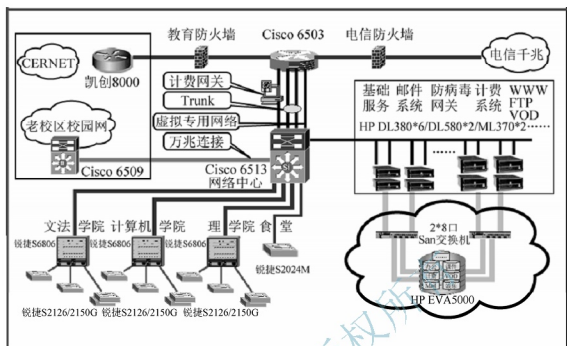 教育防火墙
Cisco 6503
电信防火墙
CERNET
凯创8000
电信千兆
计费网关
Trunk
虚拟专用网络
万兆连接
老校区校园网
Cisco 6509
Cisco 6513
网络中心
基础 邮件 防病毒 计费 WWW
服务 系统 网关 系统 FTP
VOD
HP DL380*6/DL580*2/ML370*2……
……
文法 学院 计算机 学院 理 学院 食 堂
锐捷S6806
锐捷S6806
锐捷S6806
锐捷S2024M
锐捷S2126/2150G
锐捷S2126/2150G
锐捷S2126/2150G
2*8口
San交换机
HP EVA5000
权所